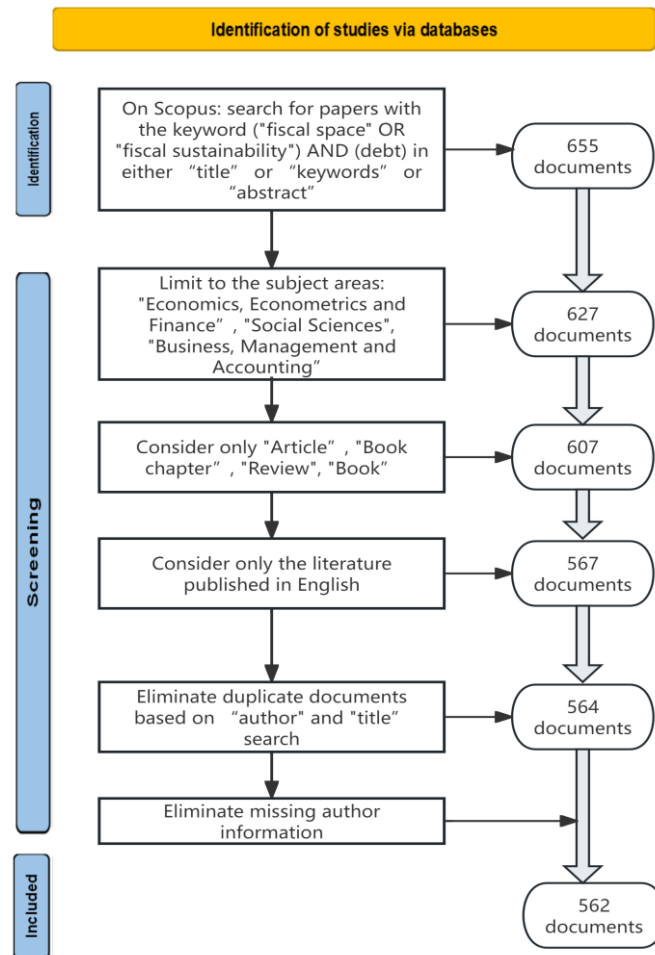 Identification of studies via databases
Identification
On Scopus: search for papers with
the keyword ("fiscal space" OR
"fiscal sustainability") AND (debt) in
either “title” or “keywords” or
“abstract”
655
documents
Screening
Limit to the subject areas:
"Economics, Econometrics and
Finance” , "Social Sciences",
"Business, Management and
Accounting”
627
documents
Consider only "Article” , "Book
chapter” , "Review", "Book”
607
documents
Consider only the literature
published in English
567
documents
Eliminate duplicate documents
based on “author" and "title”
search
564
documents
Eliminate missing author
information
Included
562
documents